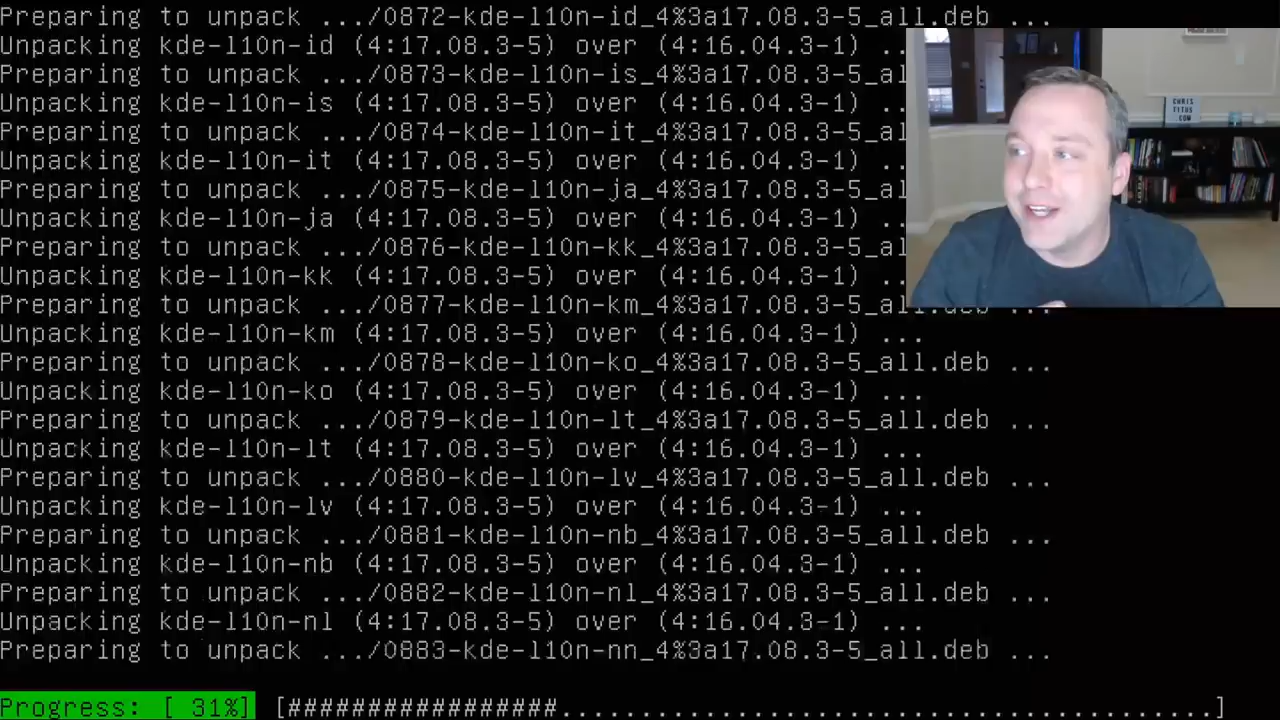 Preparing to unpack .../0872-kde-l10n-id_4%3a17.08.3-5_all.deb ...
Unpacking kde-l10n-id (4:17.08.3-5) over (4:16.04.3-1) ..
Preparing to unpack .../0873-kde-l10n-is_4%3a17.08.3-5_al
Unpacking kde-l10n-is (4:17.08.3-5) over (4:16.04.3-1) ..
Preparing to unpack .../0874-kde-l10n-it_4%3a17.08.3-5_al
Unpacking kde-l10n-it (4:17.08.3-5) over (4:16.04.3-1) ..
Preparing to unpack .../0875-kde-l10n-ja_4%3a17.08.3-5_al
Unpacking kde-l10n-ja (4:17.08.3-5) over (4:16.04.3-1) ..
Preparing to unpack .../0876-kde-l10n-kk_4%3a17.08.3-5_al
Unpacking kde-l10n-kk (4:17.08.3-5) over (4:16.04.3-1) ..
Preparing to unpack .../0877-kde-l10n-km_4%3a17.08.3-5_all.deb ...
Unpacking kde-l10n-km (4:17.08.3-5) over (4:16.04.3-1) ...
Preparing to unpack .../0878-kde-l10n-ko_4%3a17.08.3-5_all.deb ...
Unpacking kde-l10n-ko (4:17.08.3-5) over (4:16.04.3-1) ...
Preparing to unpack .../0879-kde-l10n-lt_4%3a17.08.3-5_all.deb ...
Unpacking kde-l10n-lt (4:17.08.3-5) over (4:16.04.3-1) ...
Preparing to unpack .../0880-kde-l10n-lv_4%3a17.08.3-5_all.deb ...
Unpacking kde-l10n-lv (4:17.08.3-5) over (4:16.04.3-1) ...
Preparing to unpack .../0881-kde-l10n-nb_4%3a17.08.3-5_all.deb ...
Unpacking kde-l10n-nb (4:17.08.3-5) over (4:16.04.3-1) ...
Preparing to unpack .../0882-kde-l10n-nl_4%3a17.08.3-5_all.deb ...
Unpacking kde-l10n-nl (4:17.08.3-5) over (4:16.04.3-1) ...
Preparing to unpack .../0883-kde-l10n-nn_4%3a17.08.3-5_all.deb ...
Progress: [ 31%] [#################..........................................]
CHRIS
TITUS
.COM